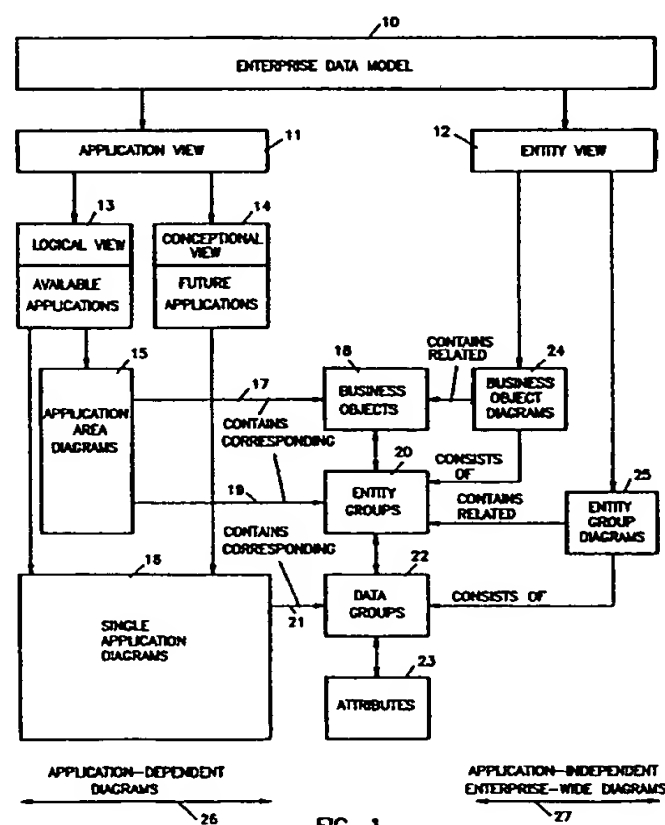 10
ENTERPRISE DATA MODEL
11
APPLICATION VIEW
12
ENTITY VIEW
13
LOGICAL VIEW
AVAILABLE
APPLICATIONS
14
CONCEPTIONAL
VIEW
FUTURE
APPLICATIONS
15
APPLICATION
AREA
DIAGRAMS
17
CONTAINS
CORRESPONDING
18
BUSINESS
OBJECTS
CONTAINS
RELATED
24
BUSINESS
OBJECT
DIAGRAMS
CONSISTS
OF
19
CONTAINS
CORRESPONDING
20
ENTITY
GROUPS
CONTAINS
RELATED
25
ENTITY
GROUP
DIAGRAMS
16
SINGLE
APPLICATION
DIAGRAMS
21
22
DATA
GROUPS
CONSISTS OF
23
ATTRIBUTES
APPLICATION-DEPENDENT
DIAGRAMS
26
APPLICATION-INDEPENDENT
ENTERPRISE-WIDE DIAGRAMS
27
FIG. 1